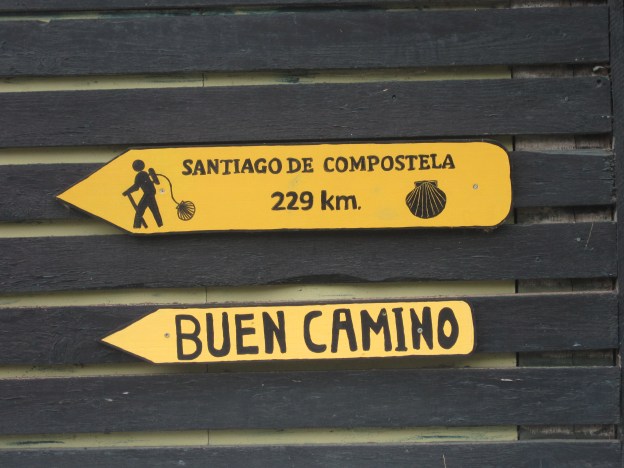 SANTIAGO DE COMPOSTELA
229 km.
BUEN CAMINO